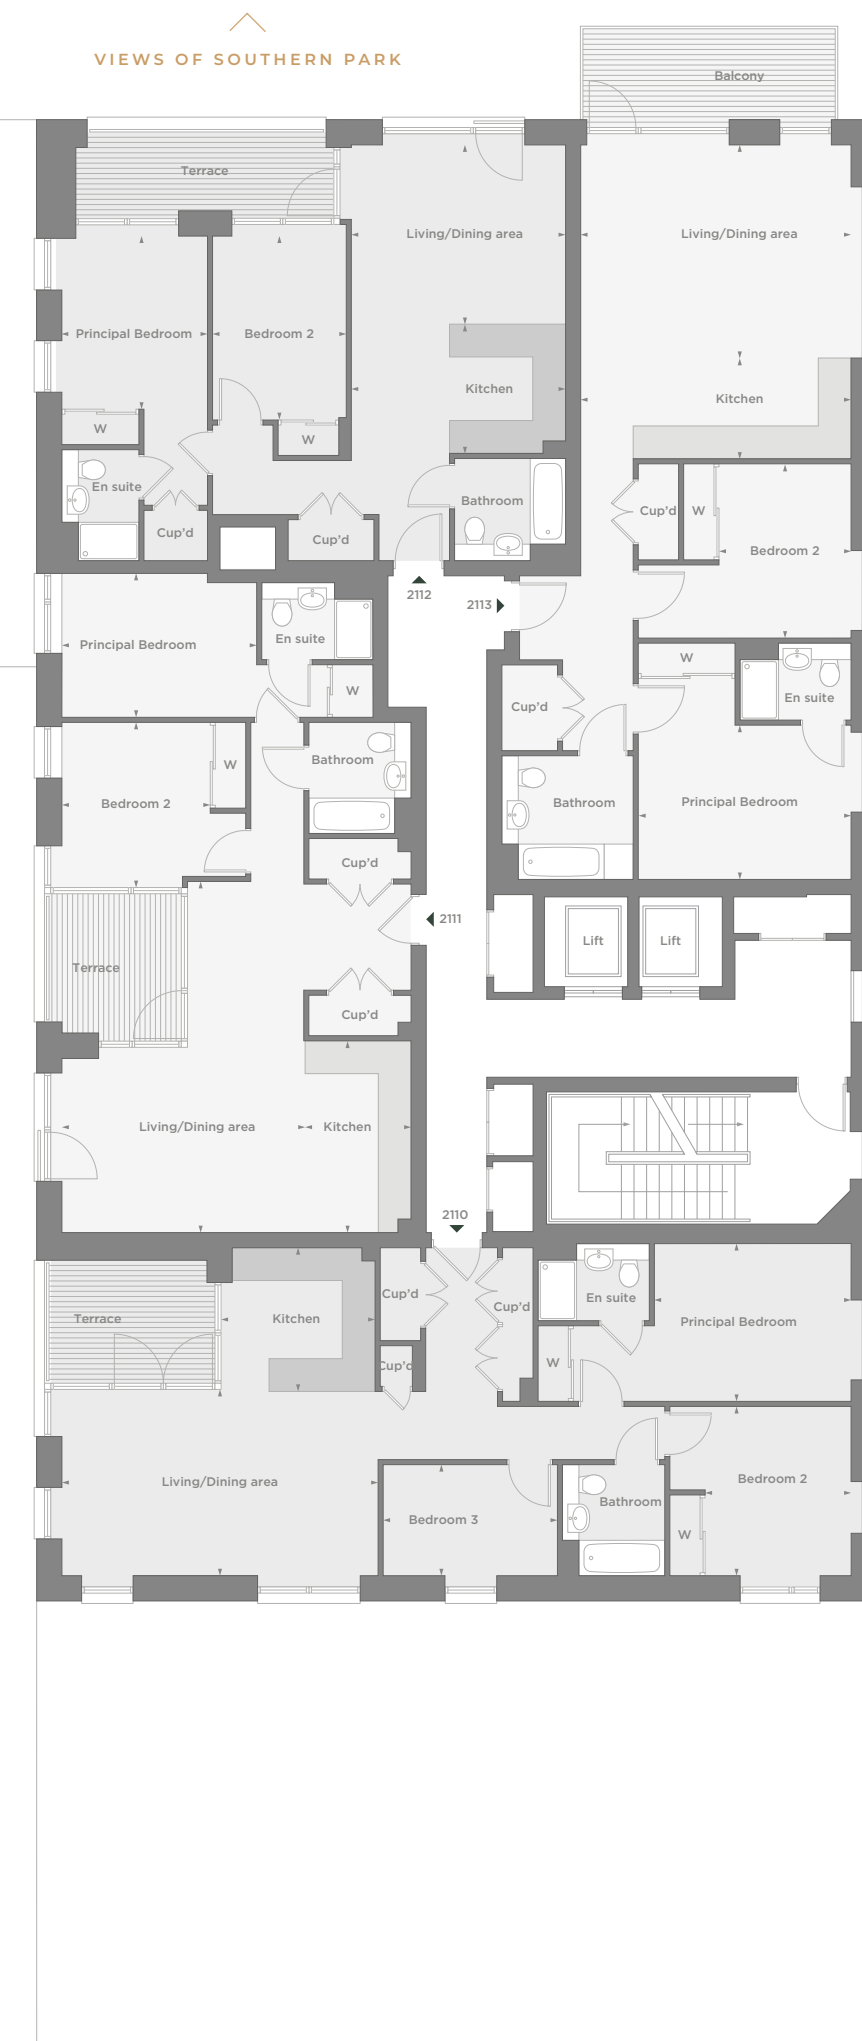 VIEWS OF SOUTHERN PARK
Balcony
Terrace
Living/Dining area
Living/Dining area
Principal Bedroom
Bedroom 2
Kitchen
Kitchen
W
W
En suite
Bathroom
Cup'd
W
Cup'd
Cup'd
Bedroom 2
2112
2113
Principal Bedroom
En suite
W
W
En suite
Cup'd
Bathroom
W
Bedroom 2
Bathroom
Principal Bedroom
Cup'd
2111
Lift
Lift
Terrace
Cup'd
Living/Dining area
Kitchen
2110
Terrace
Kitchen
Cup'd
Cup'd
En suite
Principal Bedroom
Cup'd
W
Living/Dining area
Bedroom 3
Bathroom
Bedroom 2
W